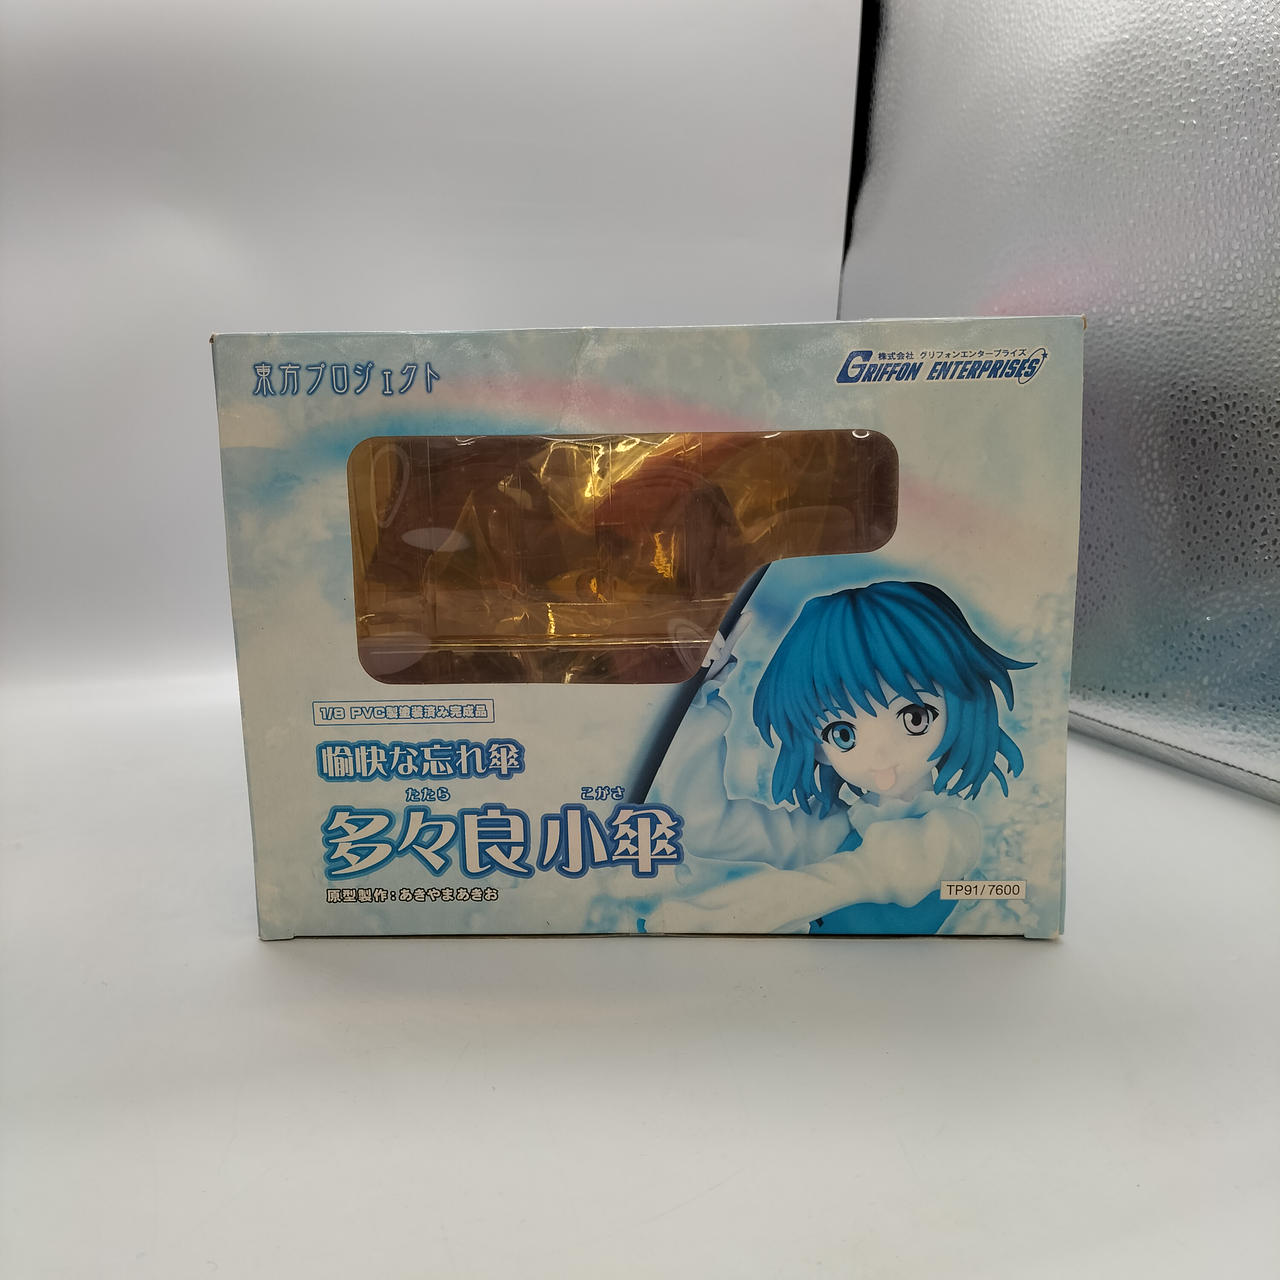 東方プロジェクト
株式会社 グリフォンエンタープライズ
GRIFFON ENTERPRISES
1/8 PVC製塗装済み完成品
愉快な忘れ傘
たたら こがさ
多々良小傘
原型製作:あきやまあきお
TP91/7600